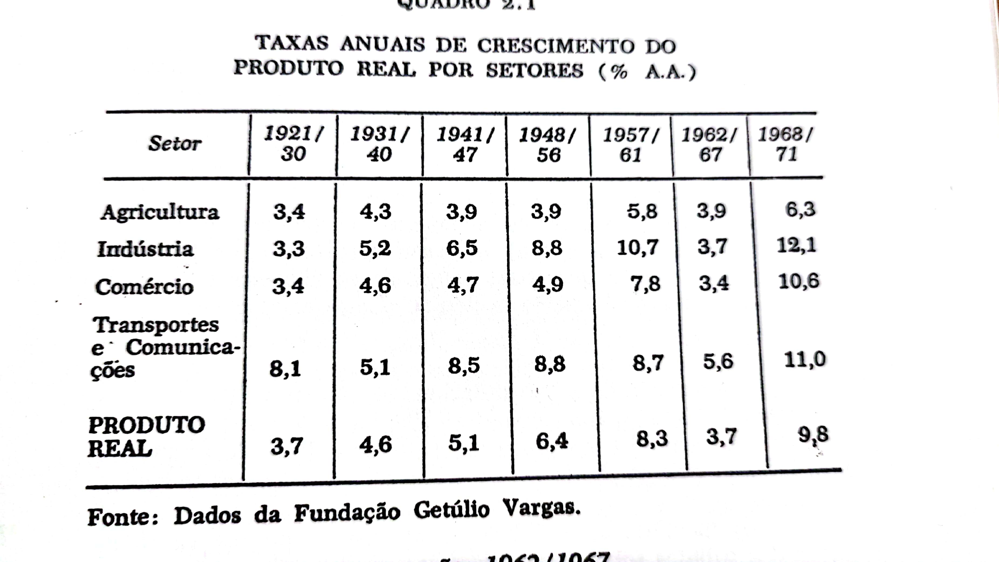 QUADRO 2.1
TAXAS ANUAIS DE CRESCIMENTO DO
PRODUTO REAL POR SETORES (% A.A.)
Setor 1921/30 1931/40 1941/47 1948/56 1957/61 1962/67 1968/71
Agricultura 3,4 4,3 3,9 3,9 5,8 3,9 6,3
Indústria 3,3 5,2 6,5 8,8 10,7 3,7 12,1
Comércio 3,4 4,6 4,7 4,9 7,8 3,4 10,6
Transportes
e Comunica-
ções 8,1 5,1 8,5 8,8 8,7 5,6 11,0
PRODUTO
REAL 3,7 4,6 5,1 6,4 8,3 3,7 9,8
Fonte: Dados da Fundação Getúlio Vargas.
1962/1967